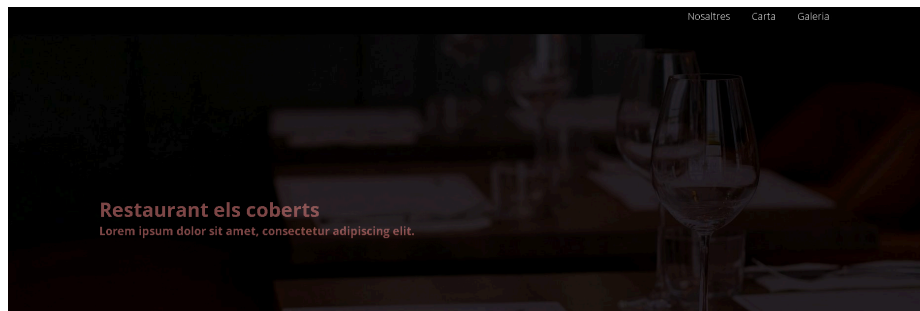 Nosaltres Carta Galeria
Restaurant els coberts
Lorem ipsum dolor sit amet, consectetur adipiscing elit.